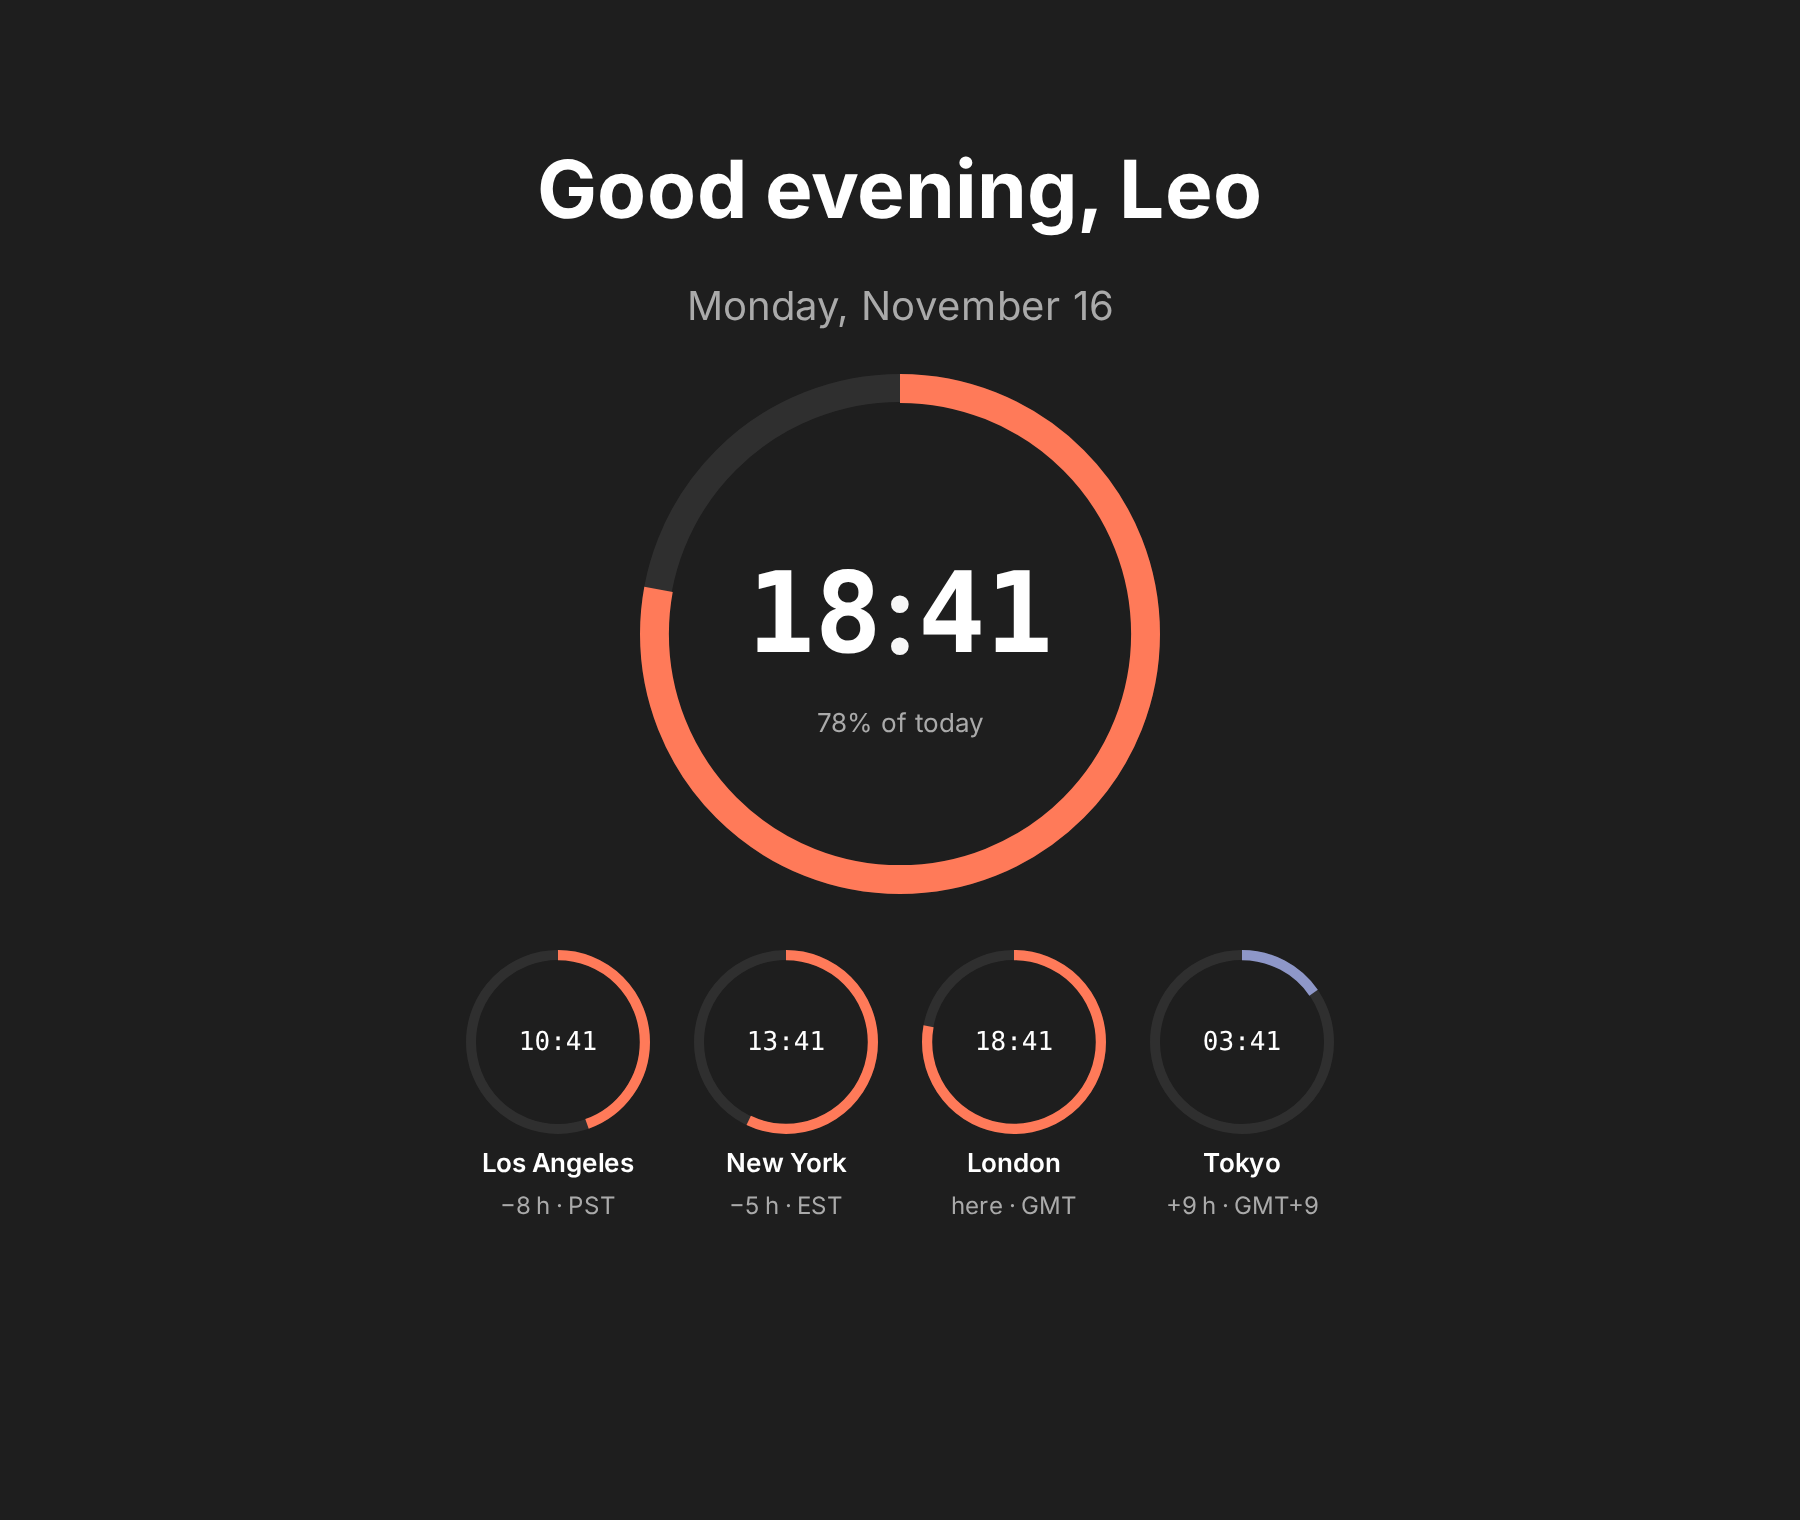 Good evening, Leo
Monday, November 16
18:41
78% of today
10:41
13:41
18:41
03:41
Los Angeles
New York
London
Tokyo
−8 h · PST
−5 h · EST
here · GMT
+9 h · GMT+9